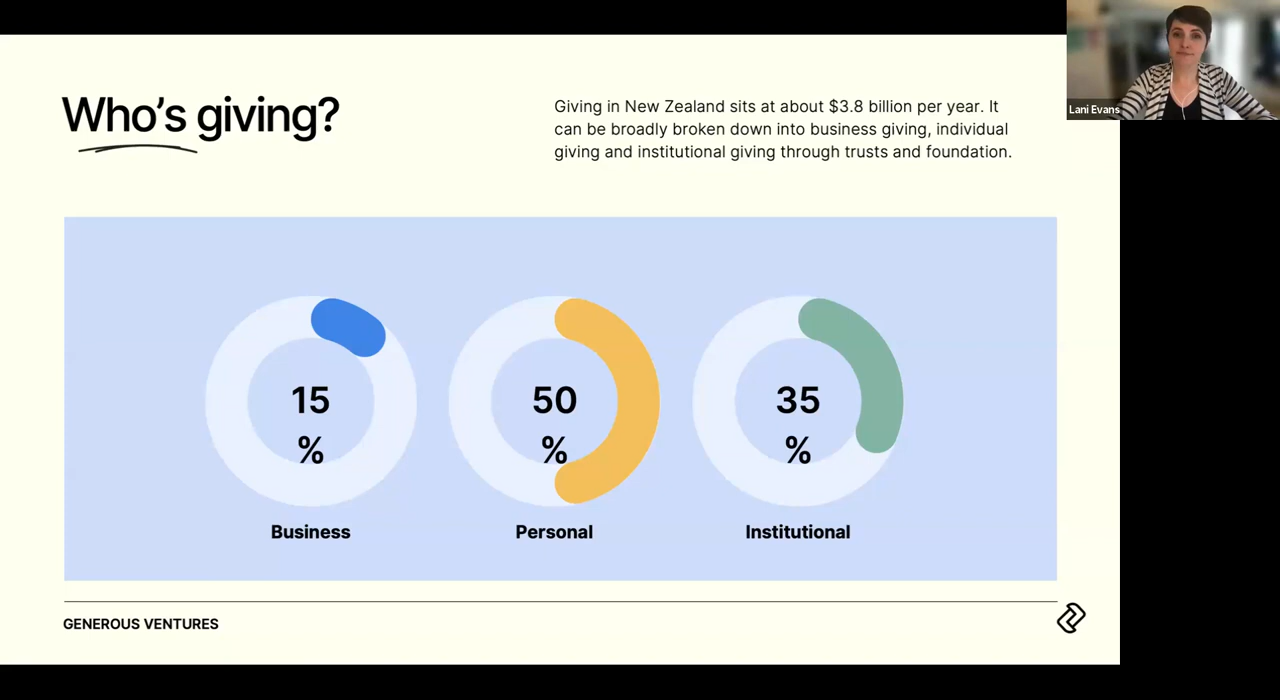 Who's giving?
Giving in New Zealand sits at about $3.8 billion per year. It
can be broadly broken down into business giving, individual
giving and institutional giving through trusts and foundation.
Lani Evans
15
%
Business
50
%
Personal
35
%
Institutional
GENEROUS VENTURES